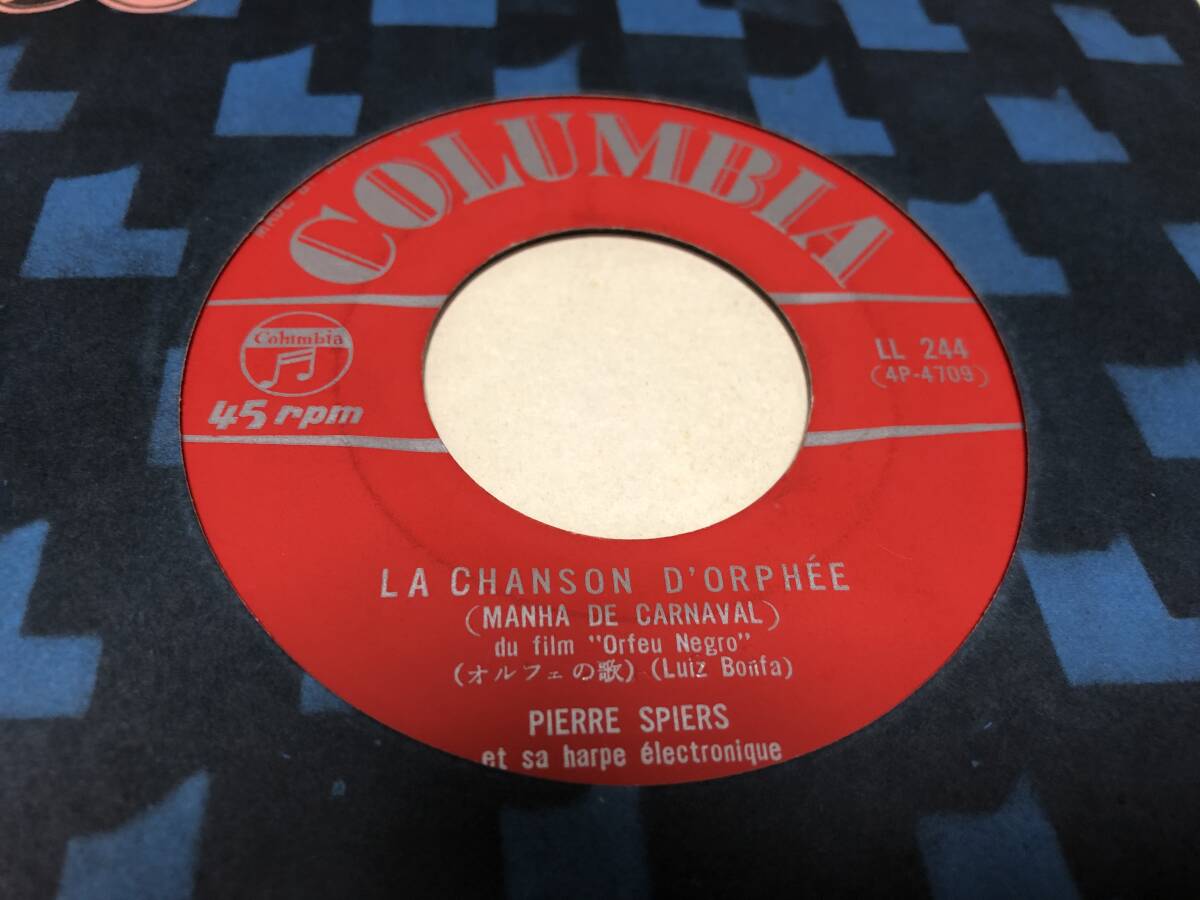 COLUMBIA
Columbia
45 rpm
LL 244
(4P-4709)
LA CHANSON D'ORPHÉE
(MANHA DE CARNAVAL)
du film "Orfeu Negro"
(オルフェの歌) (Luiz Bonfa)
PIERRE SPIERS
et sa harpe électronique